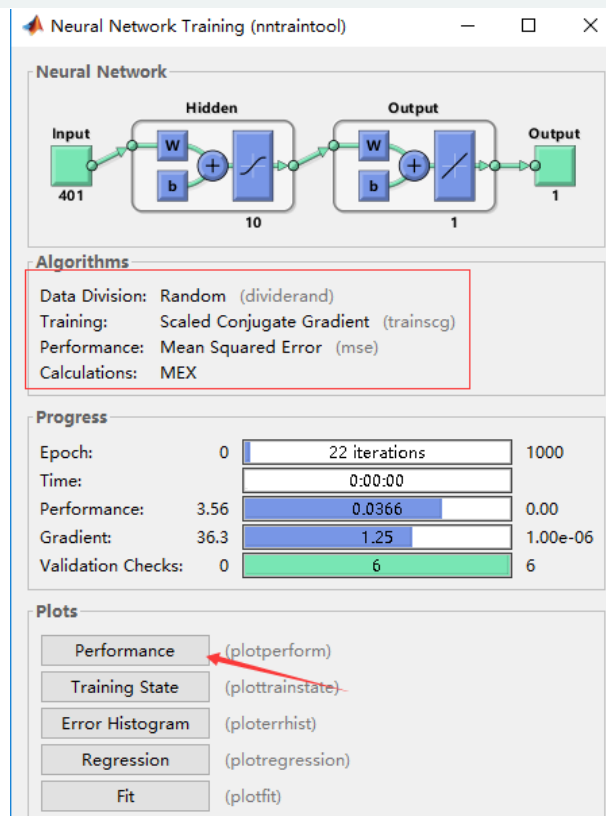 Neural Network Training (nntraintool)
Neural Network
Hidden Output
Input W W Output
b b
401 10 1 1
Algorithms
Data Division: Random (dividerand)
Training: Scaled Conjugate Gradient (trainscg)
Performance: Mean Squared Error (mse)
Calculations: MEX
Progress
Epoch: 0 22 iterations 1000
Time: 0:00:00
Performance: 3.56 0.0366 0.00
Gradient: 36.3 1.25 1.00e-06
Validation Checks: 0 6 6
Plots
Performance (plotperform)
Training State (plottrainstate)
Error Histogram (ploterrhist)
Regression (plotregression)
Fit (plotfit)